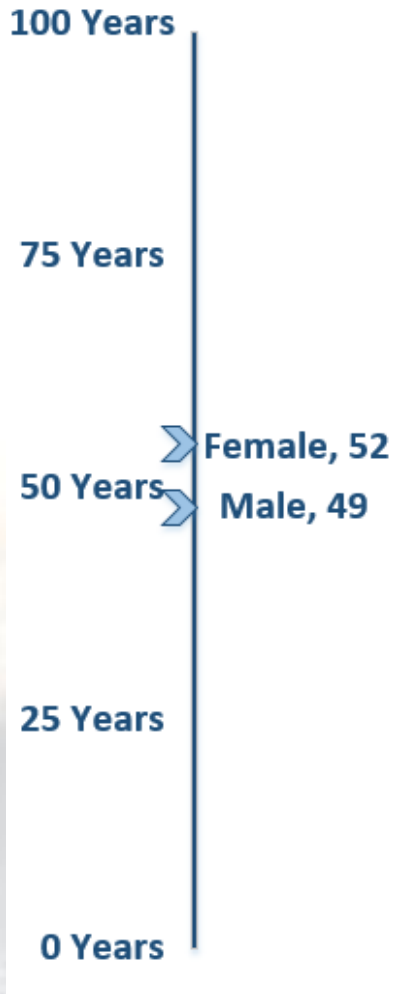 100 Years
75 Years
Female, 52
50 Years
Male, 49
25 Years
0 Years